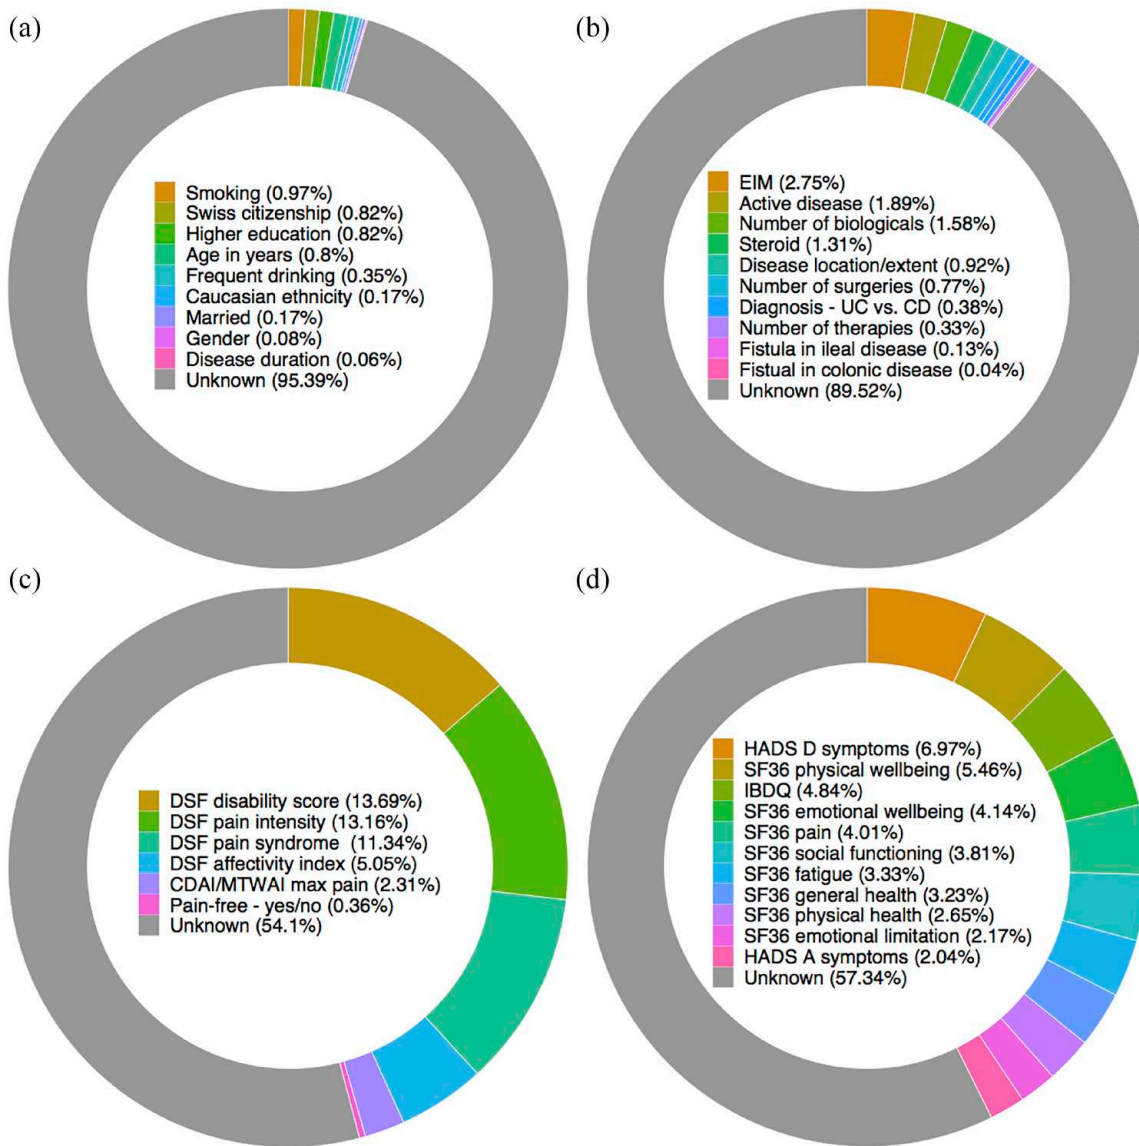 (a)
Smoking (0.97%)
Swiss citizenship (0.82%)
Higher education (0.82%)
Age in years (0.8%)
Frequent drinking (0.35%)
Caucasian ethnicity (0.17%)
Married (0.17%)
Gender (0.08%)
Disease duration (0.06%)
Unknown (95.39%)
(b)
EIM (2.75%)
Active disease (1.89%)
Number of biologicals (1.58%)
Steroid (1.31%)
Disease location/extent (0.92%)
Number of surgeries (0.77%)
Diagnosis - UC vs. CD (0.38%)
Number of therapies (0.33%)
Fistula in ileal disease (0.13%)
Fistual in colonic disease (0.04%)
Unknown (89.52%)
(c)
DSF disability score (13.69%)
DSF pain intensity (13.16%)
DSF pain syndrome (11.34%)
DSF affectivity index (5.05%)
CDAI/MTWAI max pain (2.31%)
Pain-free - yes/no (0.36%)
Unknown (54.1%)
(d)
HADS D symptoms (6.97%)
SF36 physical wellbeing (5.46%)
IBDQ (4.84%)
SF36 emotional wellbeing (4.14%)
SF36 pain (4.01%)
SF36 social functioning (3.81%)
SF36 fatigue (3.33%)
SF36 general health (3.23%)
SF36 physical health (2.65%)
SF36 emotional limitation (2.17%)
HADS A symptoms (2.04%)
Unknown (57.34%)